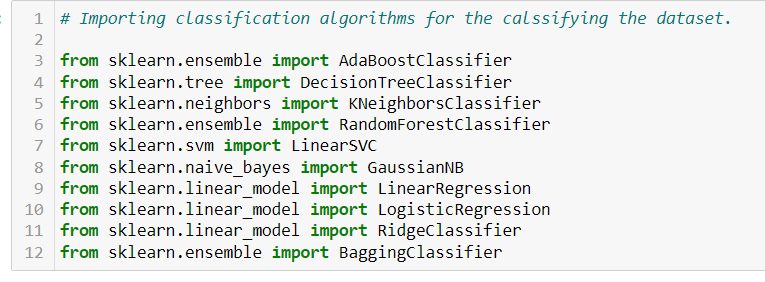 1 # Importing classification algorithms for the calssifying the dataset.
2
3 from sklearn.ensemble import AdaBoostClassifier
4 from sklearn.tree import DecisionTreeClassifier
5 from sklearn.neighbors import KNeighborsClassifier
6 from sklearn.ensemble import RandomForestClassifier
7 from sklearn.svm import LinearSVC
8 from sklearn.naive_bayes import GaussianNB
9 from sklearn.linear_model import LinearRegression
10 from sklearn.linear_model import LogisticRegression
11 from sklearn.linear_model import RidgeClassifier
12 from sklearn.ensemble import BaggingClassifier